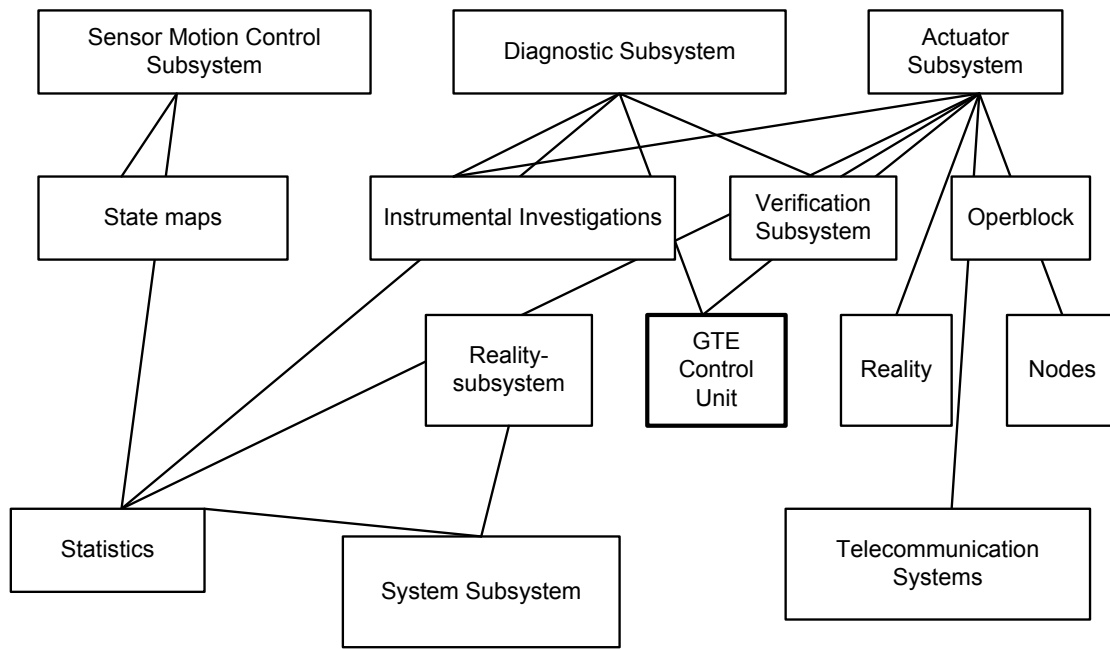 Sensor Motion Control
Subsystem
Diagnostic Subsystem
Actuator
Subsystem
State maps
Instrumental Investigations
Verification
Subsystem
Operblock
Reality-
subsystem
GTE
Control
Unit
Reality
Nodes
Statistics
System Subsystem
Telecommunication
Systems